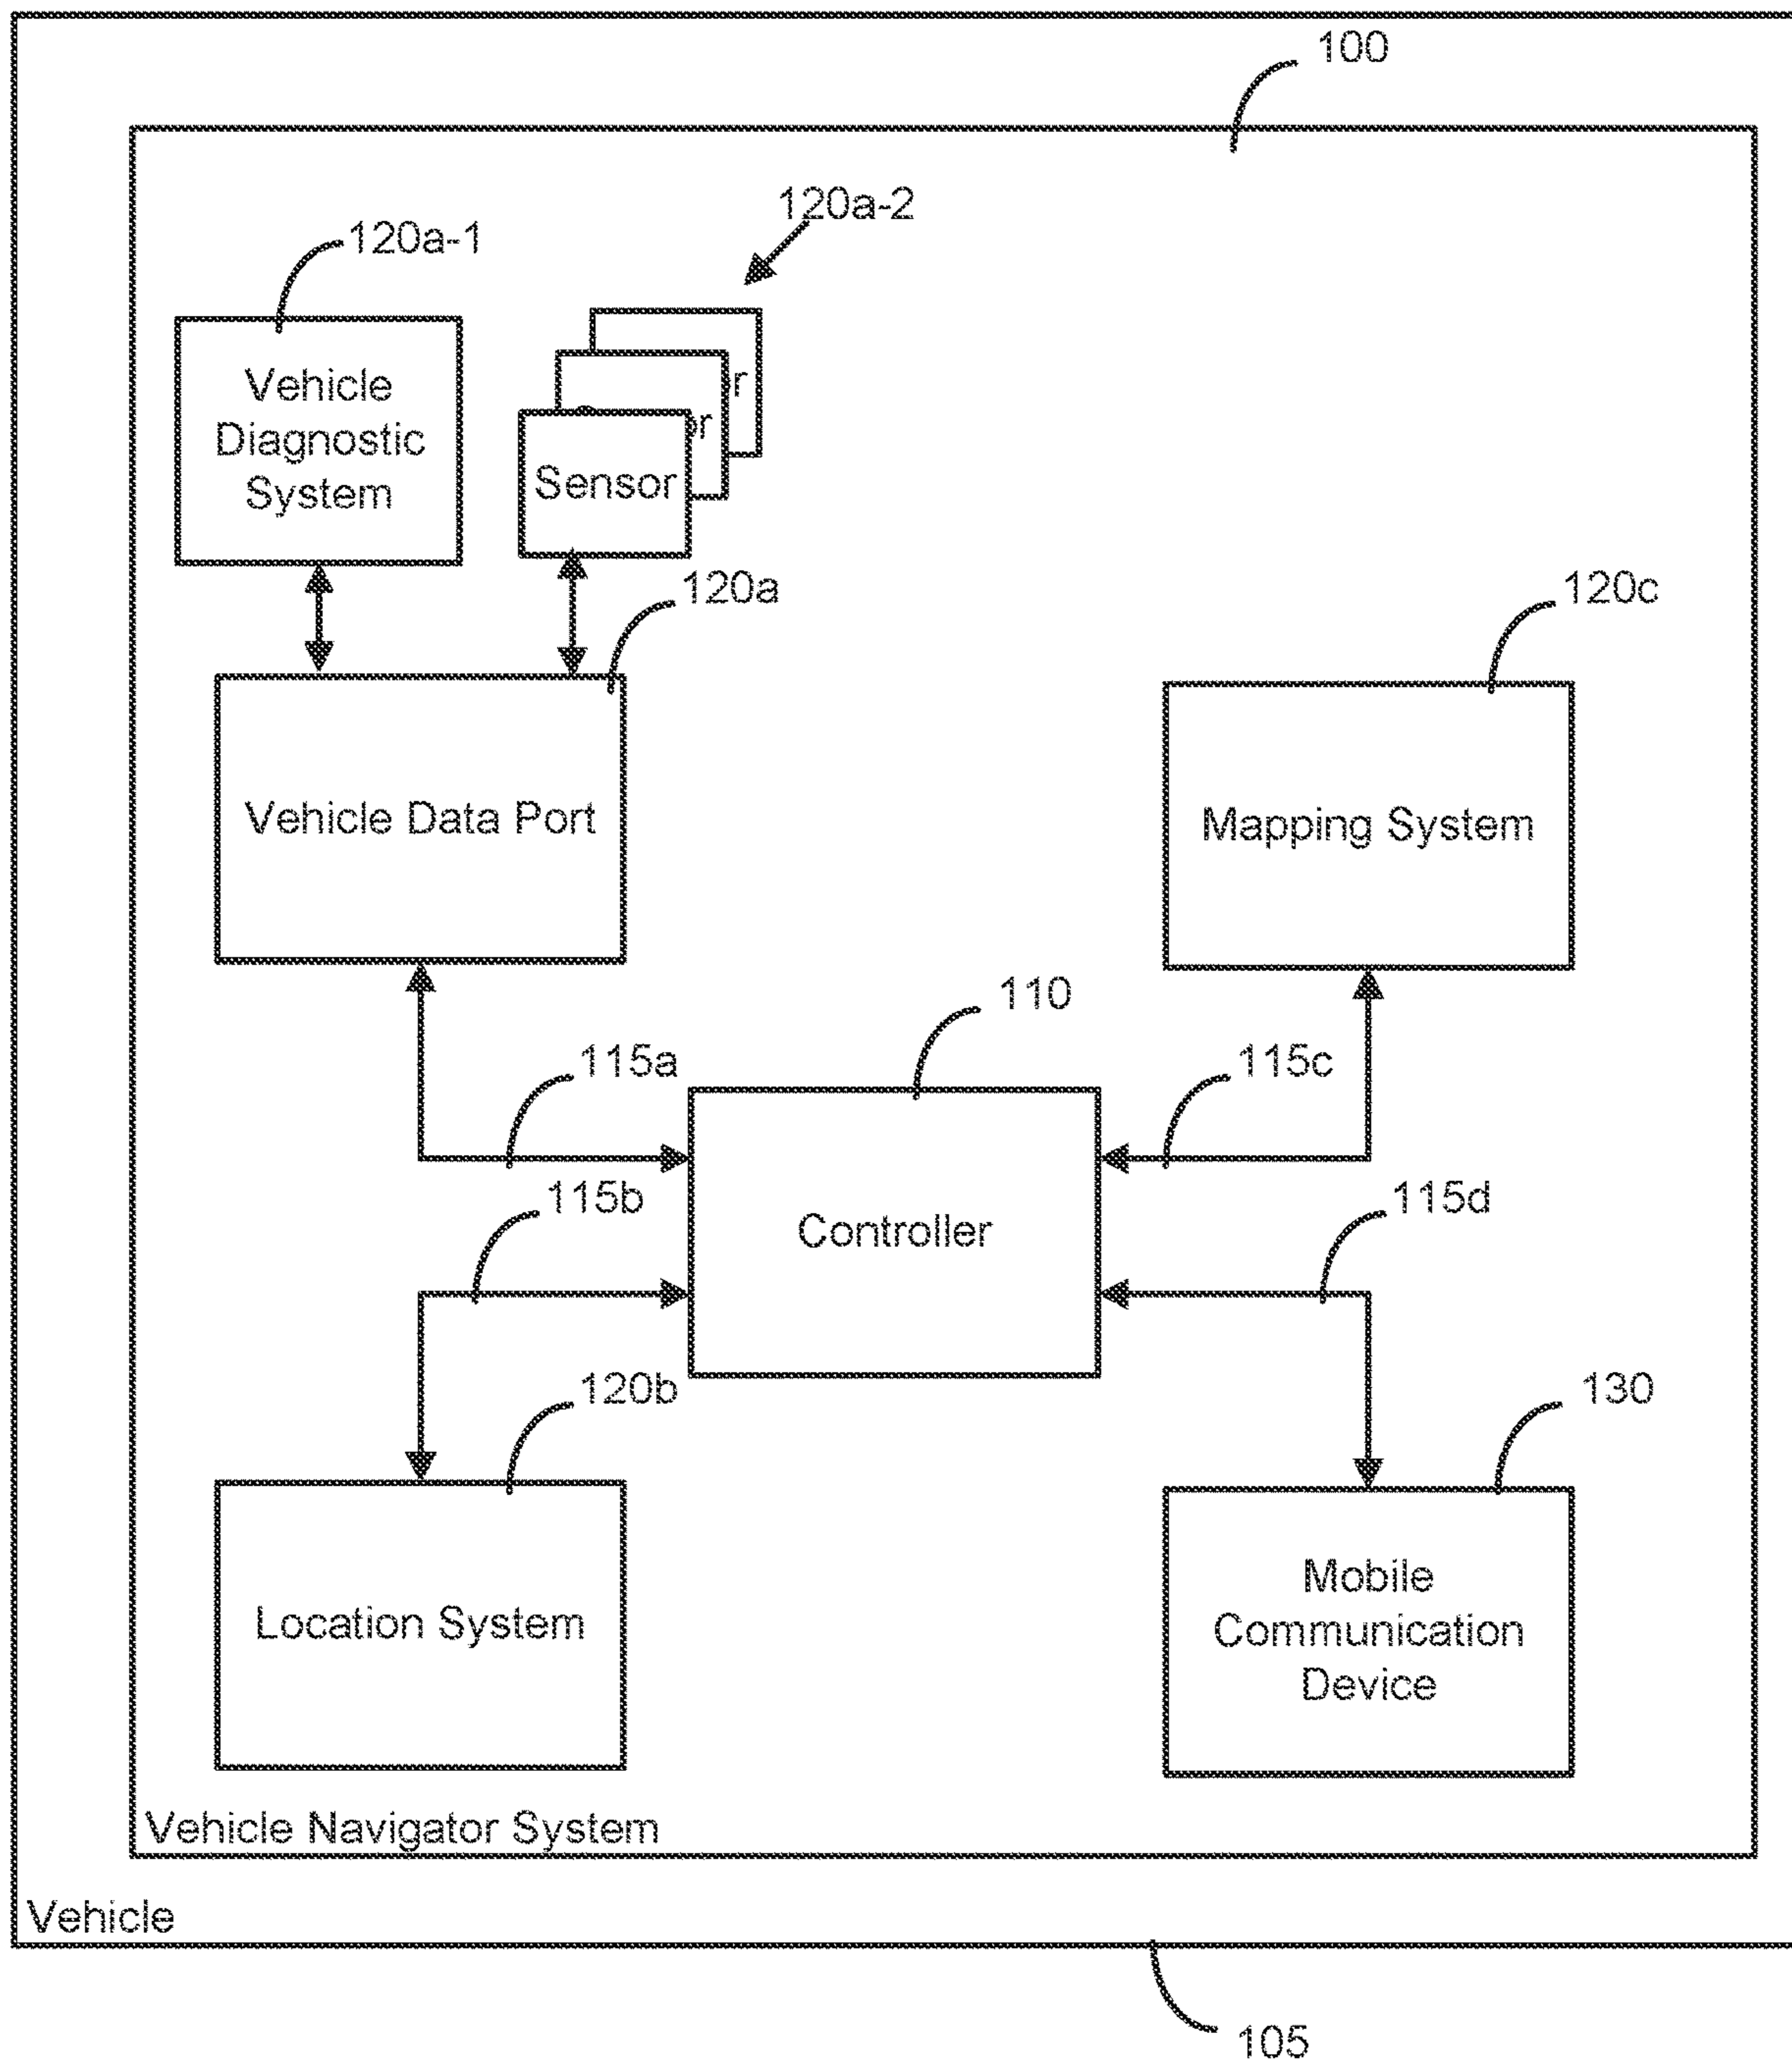 100
120a-2
120a-1
Vehicle
Diagnostic
System
Sensor
120a
120c
Vehicle Data Port
Mapping System
110
115a
115c
115b
115d
Controller
120b
130
Location System
Mobile
Communication
Device
Vehicle Navigator System
Vehicle
105